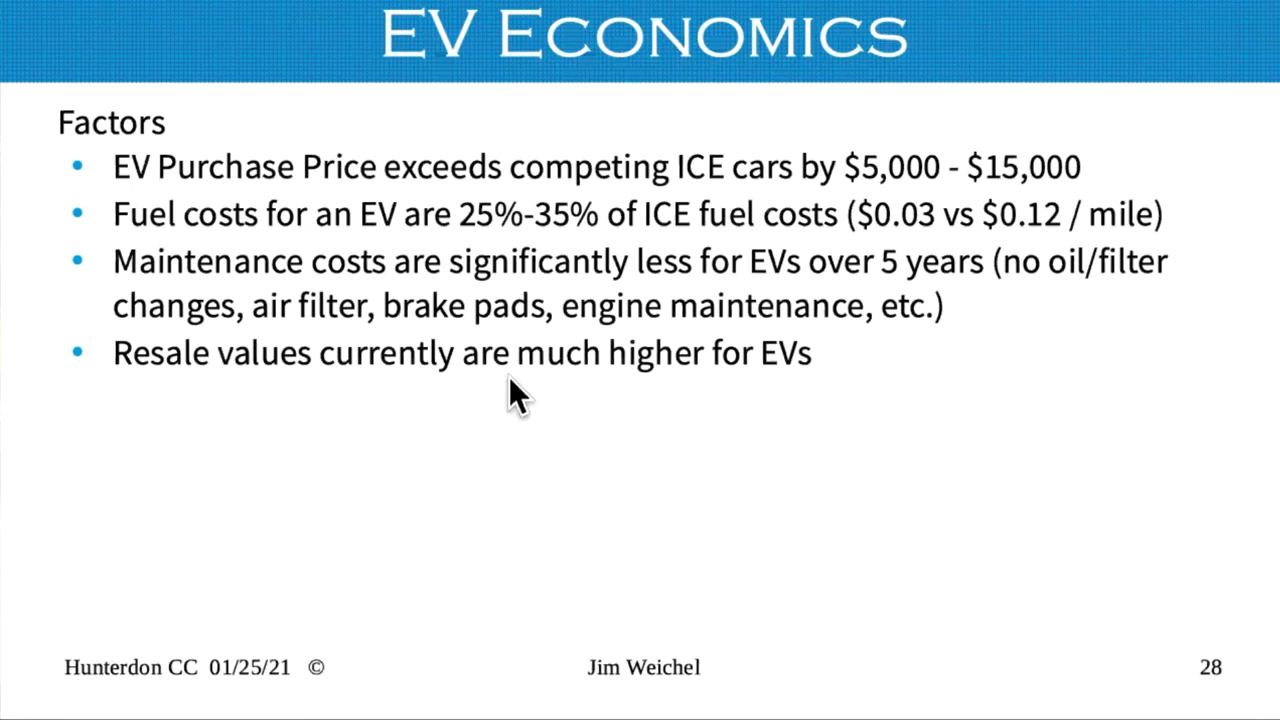 EV Economics
Factors
• EV Purchase Price exceeds competing ICE cars by $5,000 - $15,000
• Fuel costs for an EV are 25%-35% of ICE fuel costs ($0.03 vs $0.12 / mile)
• Maintenance costs are significantly less for EVs over 5 years (no oil/filter
changes, air filter, brake pads, engine maintenance, etc.)
• Resale values currently are much higher for EVs
Hunterdon CC 01/25/21 © Jim Weichel 28